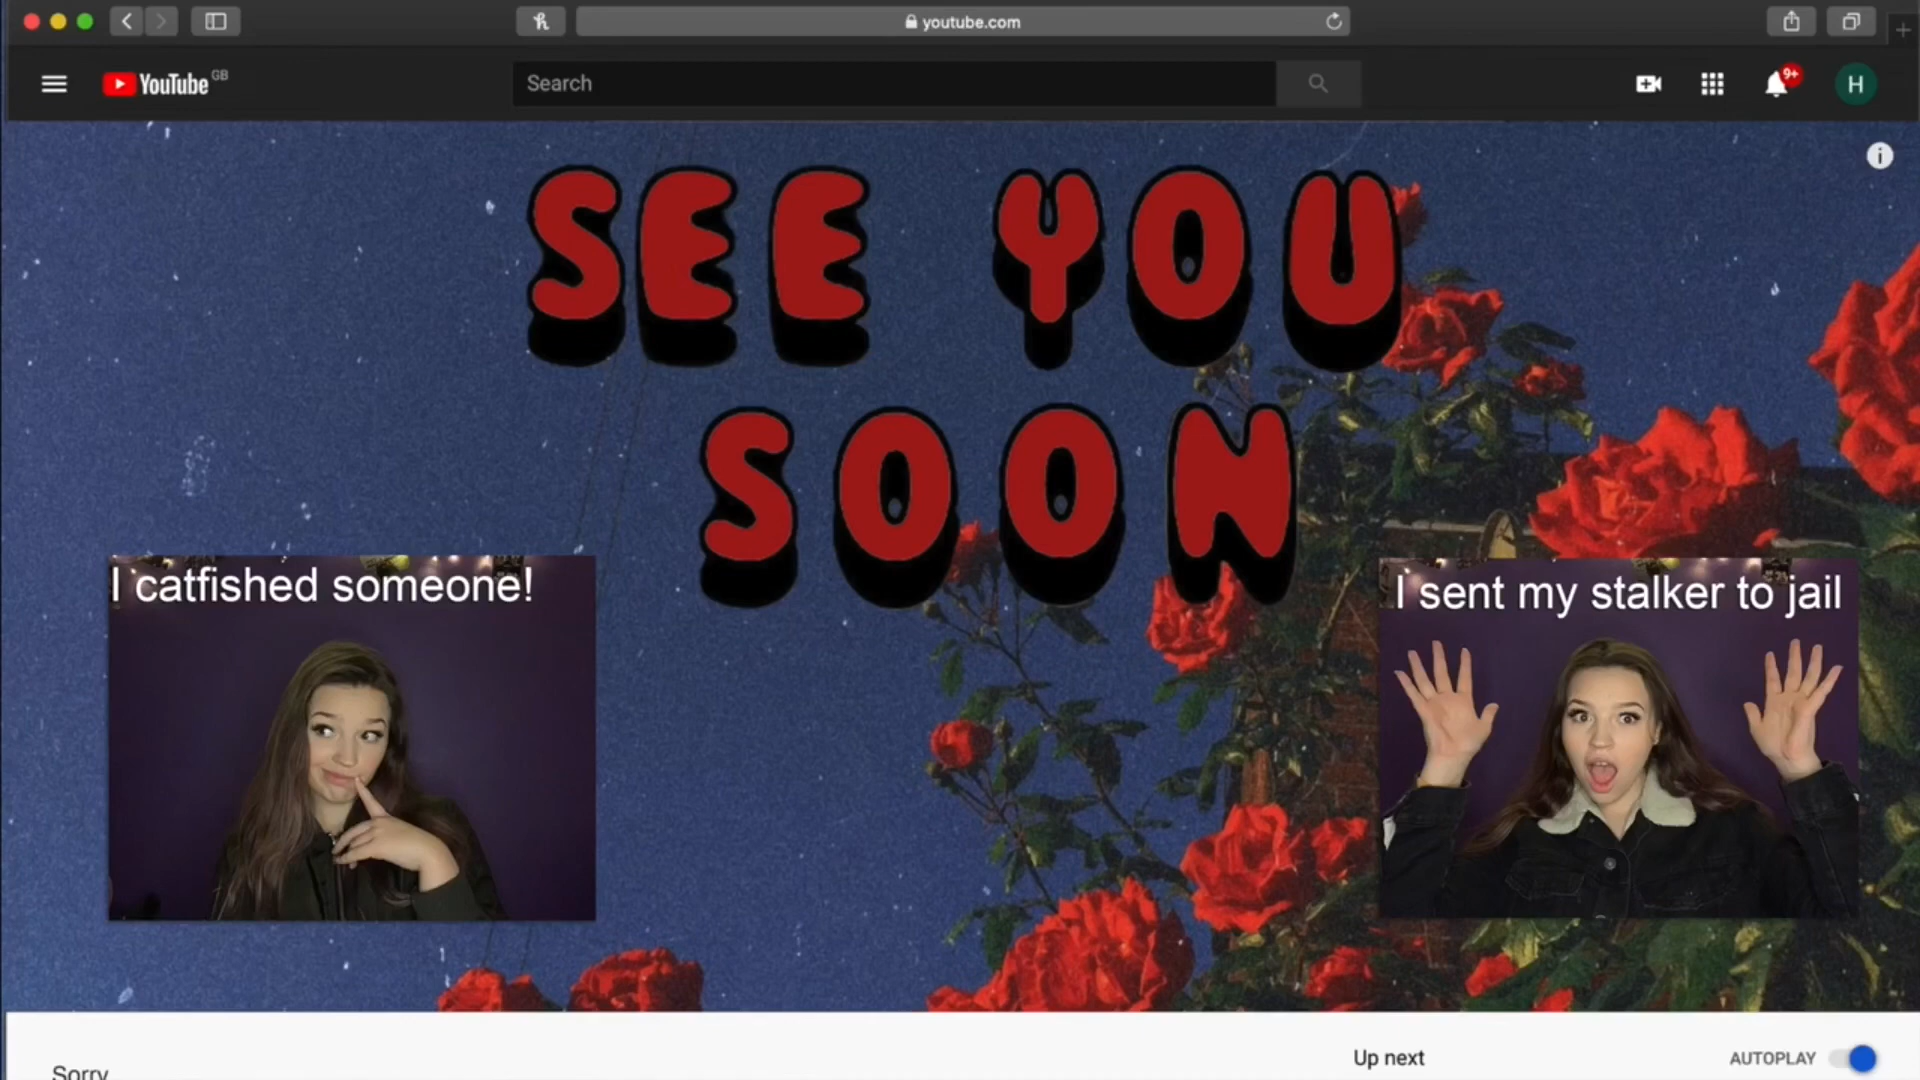 youtube.com
YouTube GB
Search
9+
H
SEE YOU
SOON
I catfished someone!
I sent my stalker to jail
Up next
AUTOPLAY
Sorry